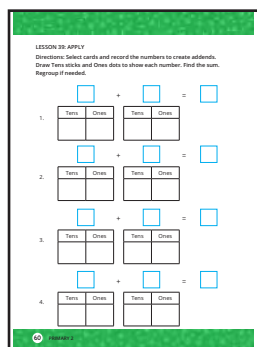 LESSON 39: APPLY
Directions: Select cards and record the numbers to create addends.
Draw Tens sticks and Ones dots to show each number. Find the sum.
Regroup if needed.
+ =
Tens Ones Tens Ones
1.
+ =
Tens Ones Tens Ones
2.
+ =
Tens Ones Tens Ones
3.
+ =
Tens Ones Tens Ones
4.
60 PRIMARY 2